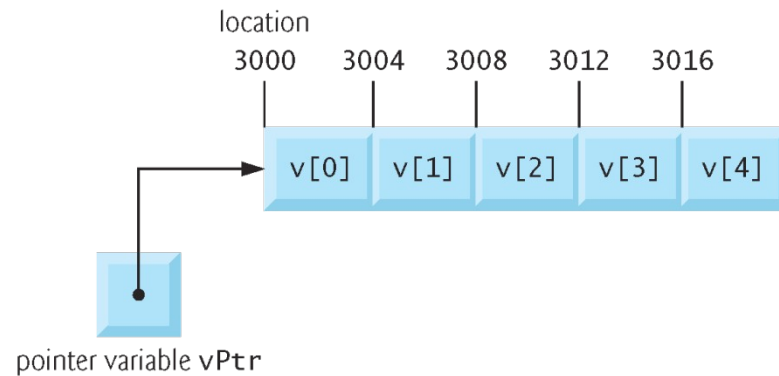 location
3000 3004 3008 3012 3016
v[0] v[1] v[2] v[3] v[4]
pointer variable vPtr